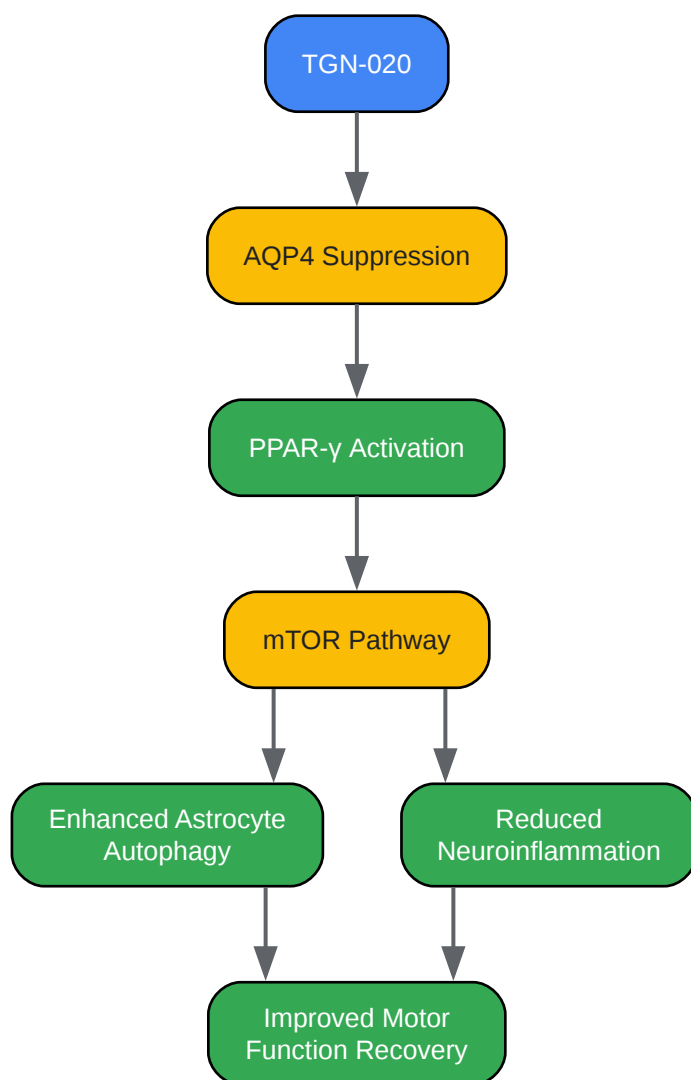 TGN-020
AQP4 Suppression
PPAR-γ Activation
mTOR Pathway
Enhanced Astrocyte
Autophagy
Reduced
Neuroinflammation
Improved Motor
Function Recovery